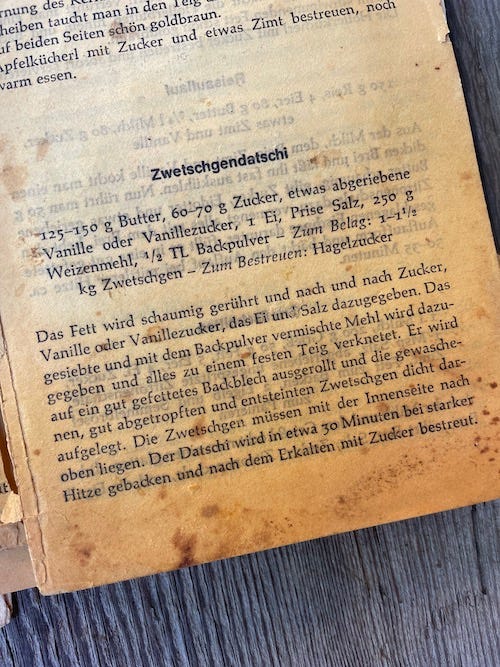 rnung des Ker
heiben taucht man in den Teig u
uf beiden Seiten schön goldbraun.
Apfelkücherl mit Zucker und etwas Zimt bestreuen, noch
warm essen.
Zwetschgendatschi
125–150 g Butter, 60–70 g Zucker, etwas abgeriebene
Vanille oder Vanillezucker, 1 Ei, Prise Salz, 250 g
Weizenmehl, 1/2 TL Backpulver – Zum Belag: 1–1 1/2
kg Zwetschgen – Zum Bestreuen: Hagelzucker
Das Fett wird schaumig gerührt und nach und nach Zucker,
Vanille oder Vanillezucker, das Ei und Salz dazugegeben. Das
gesiebte und mit dem Backpulver vermischte Mehl wird dazu-
gegeben und alles zu einem festen Teig verknetet. Er wird
auf ein gut gefettetes Backblech ausgerollt und die gewasche-
nen, gut abgetropften und entsteinten Zwetschgen dicht dar-
aufgelegt. Die Zwetschgen müssen mit der Innenseite nach
oben liegen. Der Datschi wird in etwa 30 Minuten bei starker
Hitze gebacken und nach dem Erkalten mit Zucker bestreut.